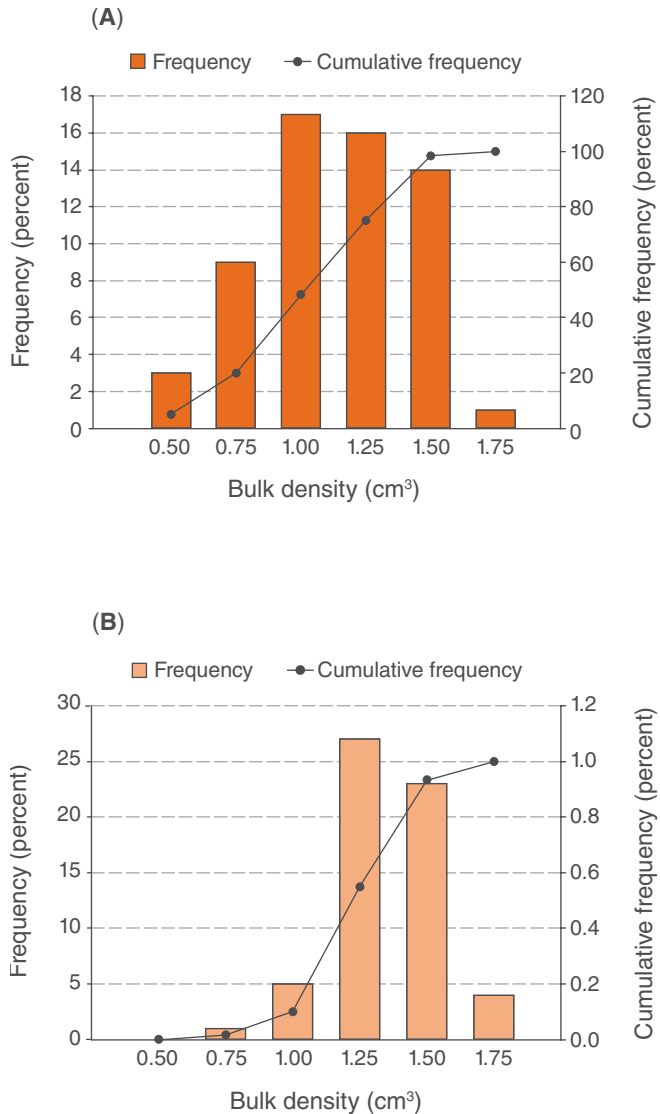 (A)
Frequency Cumulative frequency
18 120
16 100
14
12 80
10
8 60
6 40
4
2 20
0 0
Frequency (percent)
Cumulative frequency (percent)
0.50 0.75 1.00 1.25 1.50 1.75
Bulk density (cm³)
(B)
Frequency Cumulative frequency
30 1.2
25 1.0
20 0.8
15 0.6
10 0.4
5 0.2
0 0.0
Frequency (percent)
Cumulative frequency (percent)
0.50 0.75 1.00 1.25 1.50 1.75
Bulk density (cm³)